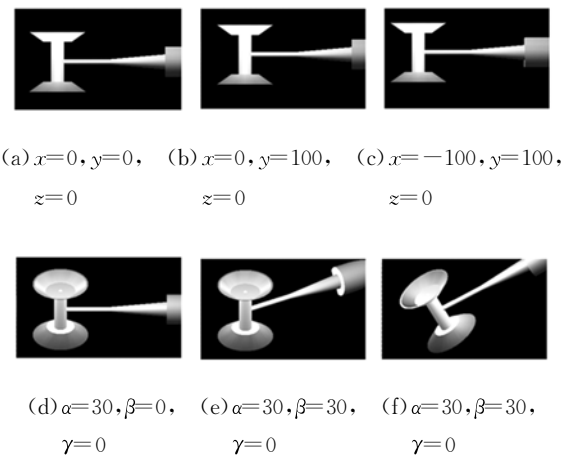 (a) x=0, y=0, (b) x=0, y=100, (c) x=-100, y=100,
z=0 z=0 z=0
(d) α=30, β=0, (e) α=30, β=30, (f) α=30, β=30,
γ=0 γ=0 γ=0